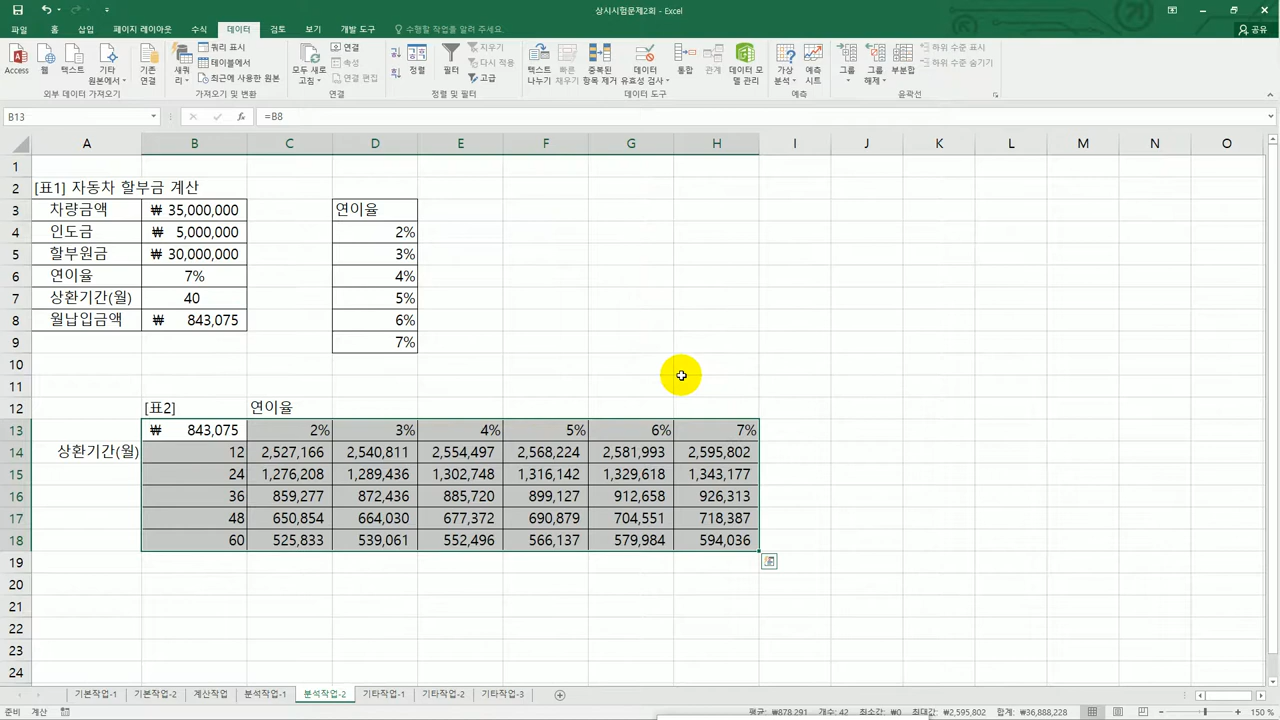 상시시험문제2회 - Excel
파일 홈 삽입 페이지 레이아웃 수식 데이터 검토 보기 개발 도구 수행할 작업을 알려 주세요. 공유
Access 웹 텍스트 기타 원본에서 기존 연결 새 쿼리 쿼리 표시 테이블에서 최근에 사용한 원본 모두 새로 고침 연결 속성 연결 편집 정렬 필터 지우기 다시 적용 고급 텍스트 나누기 빠른 채우기 중복된 항목 제거 데이터 유효성 검사 통합 관계 데이터 모델 관리 가상 분석 예측 시트 그룹 그룹 해제 부분합 하위 수준 표시 하위 수준 숨기기
외부 데이터 가져오기 가져오기 및 변환 연결 정렬 및 필터 데이터 도구 예측 윤곽선
B13 =B8
A B C D E F G H I J K L M N O
1
2 [표1] 자동차 할부금 계산
3 차량금액 ₩ 35,000,000 연이율
4 인도금 ₩ 5,000,000 2%
5 할부원금 ₩ 30,000,000 3%
6 연이율 7% 4%
7 상환기간(월) 40 5%
8 월납입금액 ₩ 843,075 6%
9 7%
10
11
12 [표2] 연이율
13 ₩ 843,075 2% 3% 4% 5% 6% 7%
14 상환기간(월) 12 2,527,166 2,540,811 2,554,497 2,568,224 2,581,993 2,595,802
15 24 1,276,208 1,289,436 1,302,748 1,316,142 1,329,618 1,343,177
16 36 859,277 872,436 885,720 899,127 912,658 926,313
17 48 650,854 664,030 677,372 690,879 704,551 718,387
18 60 525,833 539,061 552,496 566,137 579,984 594,036
19
20
21
22
23
24
기본작업-1 기본작업-2 계산작업 분석작업-1 분석작업-2 기타작업-1 기타작업-2 기타작업-3
준비 계산 평균: ₩878,291 개수: 42 최소값: ₩0 최대값: ₩2,595,802 합계: ₩36,888,228 150 %